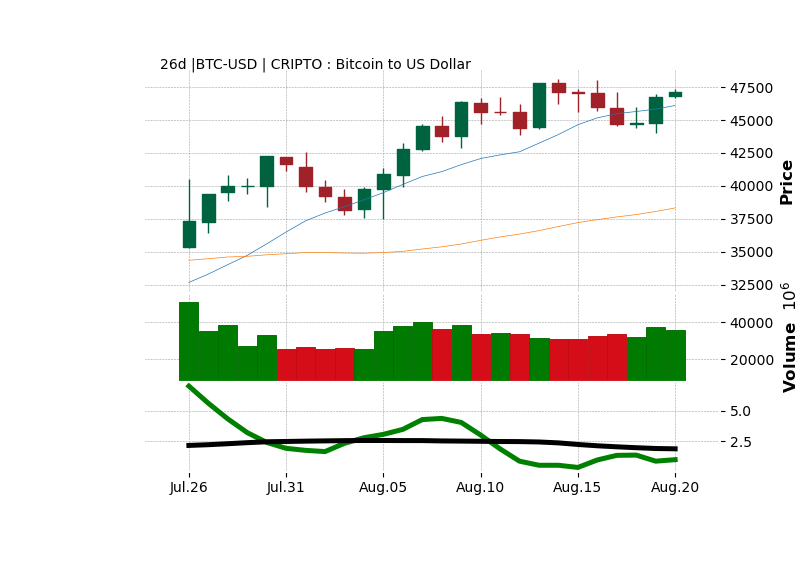 26d |BTC-USD | CRIPTO : Bitcoin to US Dollar
47500
45000
42500
40000
37500
35000
32500
Price
40000
20000
Volume 10^6
5.0
2.5
Jul.26 Jul.31 Aug.05 Aug.10 Aug.15 Aug.20